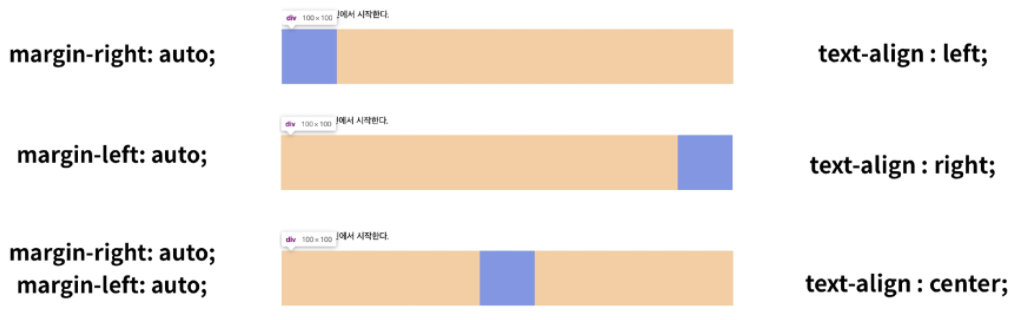 div 100×100 에서 시작한다.
margin-right: auto;
text-align : left;
div 100×100 에서 시작한다.
margin-left: auto;
text-align : right;
div 100×100 에서 시작한다.
margin-right: auto;
margin-left: auto;
text-align : center;